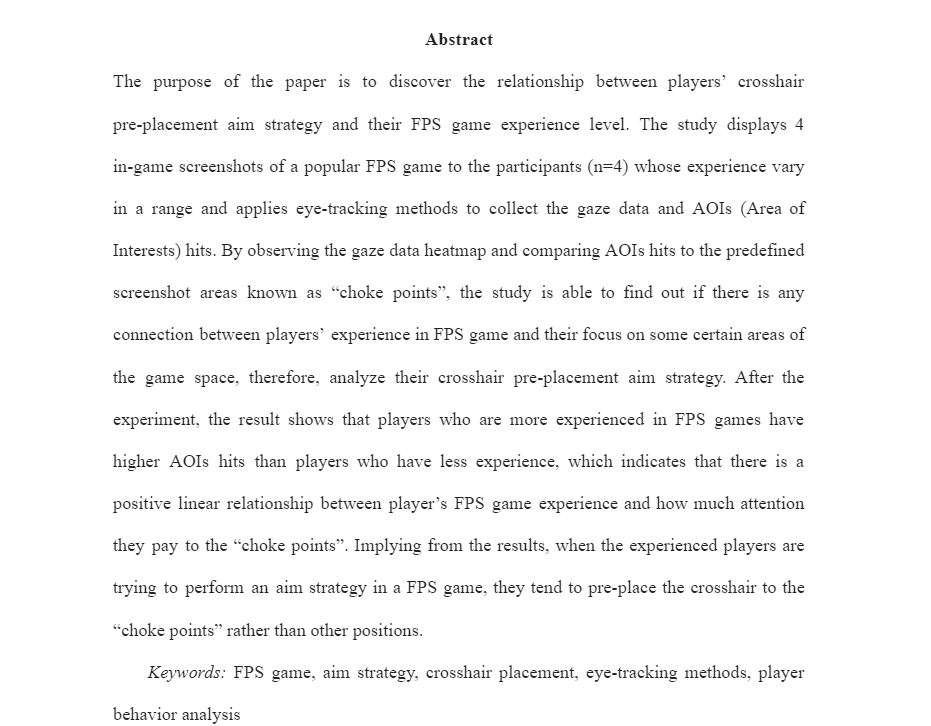 Abstract
The purpose of the paper is to discover the relationship between players’ crosshair
pre-placement aim strategy and their FPS game experience level. The study displays 4
in-game screenshots of a popular FPS game to the participants (n=4) whose experience vary
in a range and applies eye-tracking methods to collect the gaze data and AOIs (Area of
Interests) hits. By observing the gaze data heatmap and comparing AOIs hits to the predefined
screenshot areas known as “choke points”, the study is able to find out if there is any
connection between players’ experience in FPS game and their focus on some certain areas of
the game space, therefore, analyze their crosshair pre-placement aim strategy. After the
experiment, the result shows that players who are more experienced in FPS games have
higher AOIs hits than players who have less experience, which indicates that there is a
positive linear relationship between player’s FPS game experience and how much attention
they pay to the “choke points”. Implying from the results, when the experienced players are
trying to perform an aim strategy in a FPS game, they tend to pre-place the crosshair to the
“choke points” rather than other positions.
Keywords: FPS game, aim strategy, crosshair placement, eye-tracking methods, player
behavior analysis